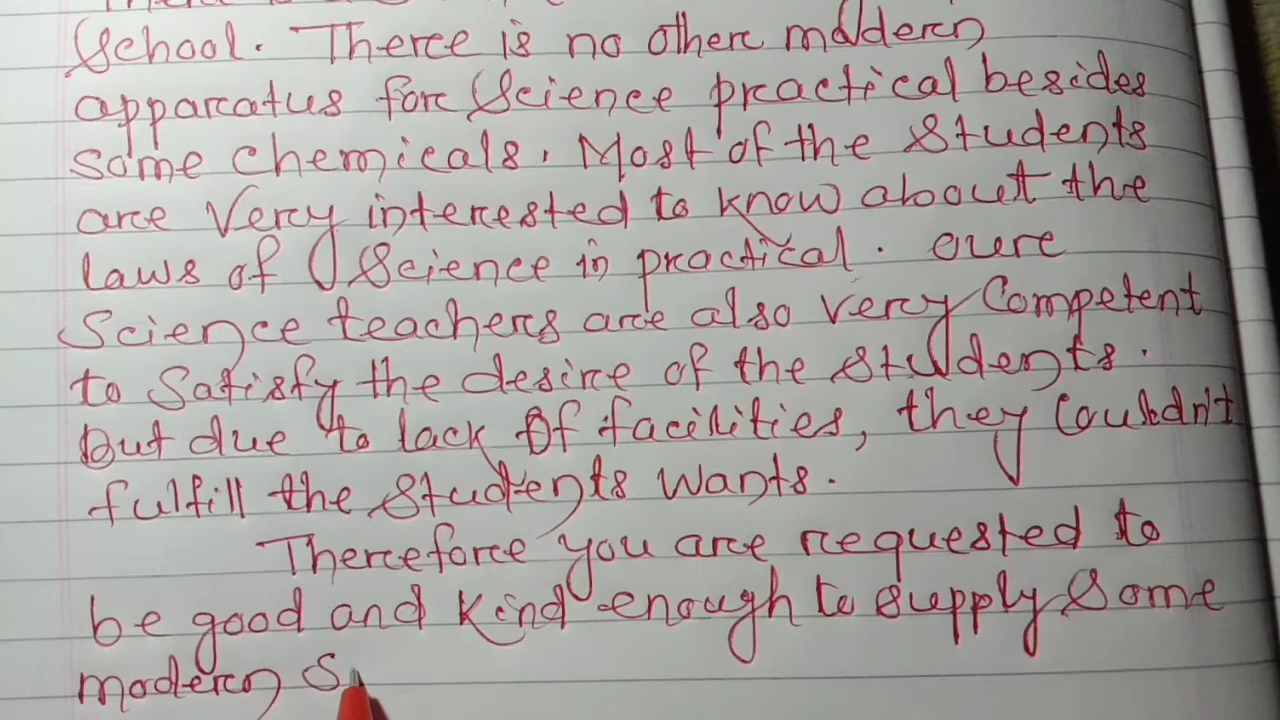 School. There is no other modern
apparatus for Science practical besides
some chemicals. Most of the students
are very interested to know about the
laws of Science in practical. Oure
Science teachers are also very Competent
to Satisfy the desire of the students.
But due to lack of facilities, they Couldn't
fulfill the students wants.
Therefore you are requested to
be good and kind enough to supply Some
modern S